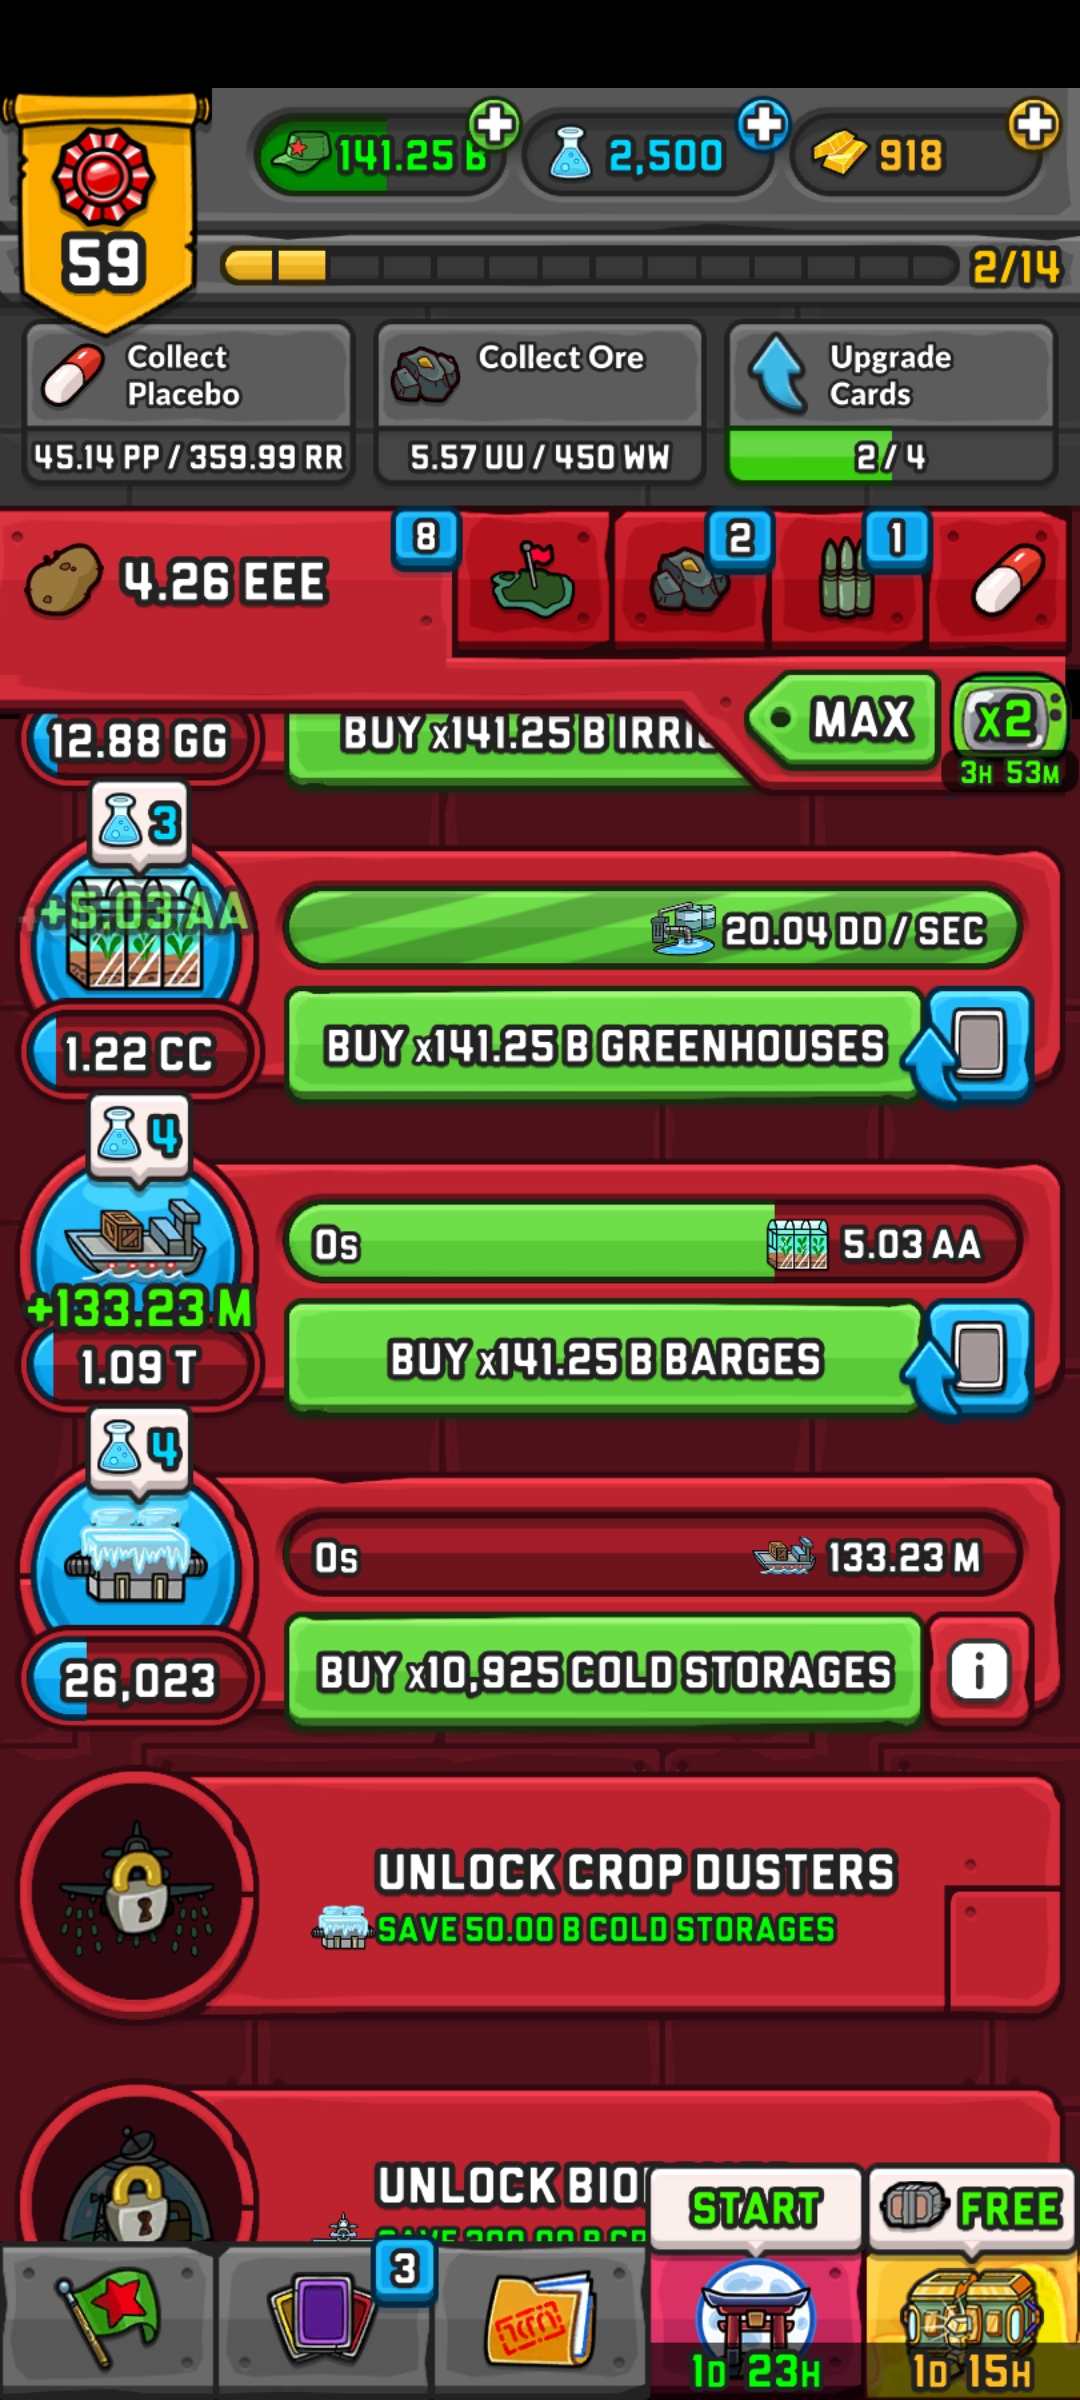 141.25 B
2,500
918
59
2/14
Collect
Placebo
45.14 PP / 359.99 RR
Collect Ore
5.57 UU / 450 WW
Upgrade
Cards
2 / 4
4.26 EEE
8
2
1
MAX
x2
3H 53M
12.88 GG
BUY x141.25 B IRRI
3
+5.03 AA
20.04 DD / SEC
1.22 CC
BUY x141.25 B GREENHOUSES
4
0s
5.03 AA
+133.23 M
1.09 T
BUY x141.25 B BARGES
4
0s
133.23 M
26,023
BUY x10,925 COLD STORAGES
i
UNLOCK CROP DUSTERS
SAVE 50.00 B COLD STORAGES
UNLOCK BIO
START
FREE
3
1D 23H
1D 15H